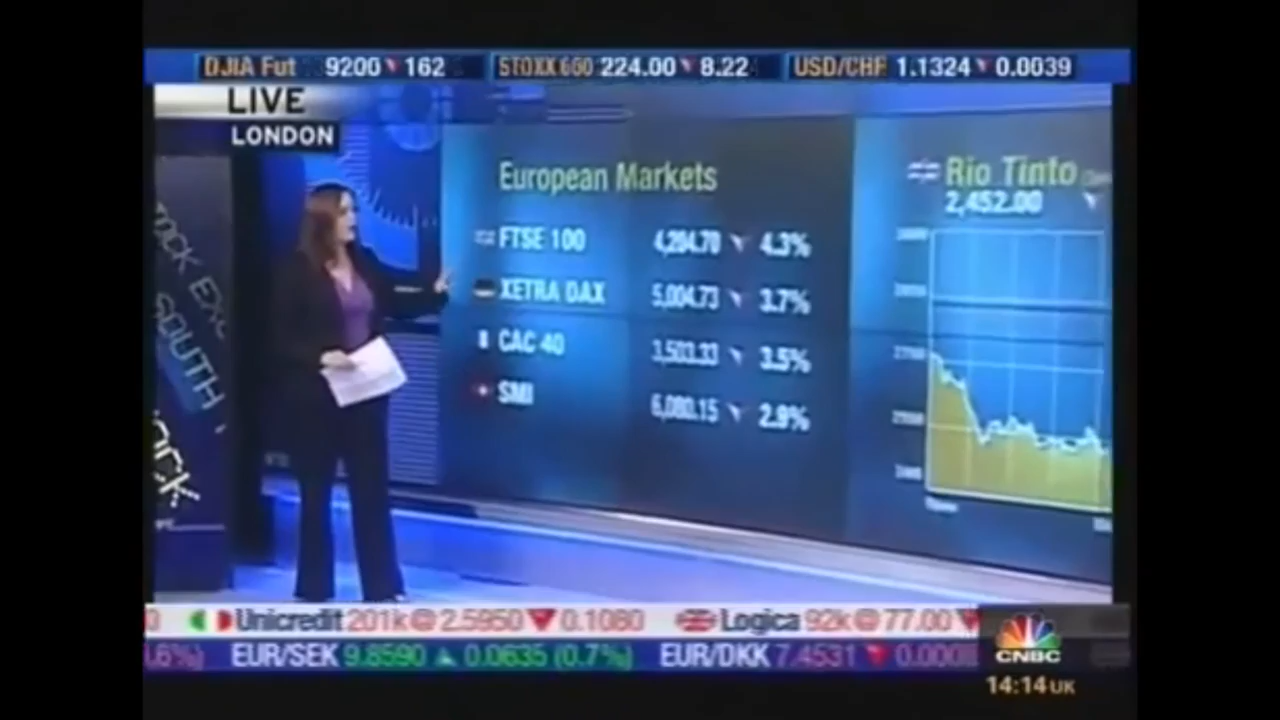 DJIA Fut 9200 ▼ 162 STOXX 600 224.00 ▼ 8.22 USD/CHF 1.1324 ▼ 0.0039
LIVE
LONDON
European Markets
Rio Tinto
2,452.00
FTSE 100 4,204.70 ▼ 4.3%
XETRA DAX 5,004.73 ▼ 3.7%
CAC 40 3,503.33 ▼ 3.5%
SMI 6,080.15 ▼ 2.9%
SOUTH
Unicredit 201k@2.5950 ▼ 0.1080 Logica 92k@77.00 ▼
.6%) EUR/SEK 9.8590 ▲ 0.0635 (0.7%) EUR/DKK 7.4531 ▼ 0.000
CNBC
14:14 UK